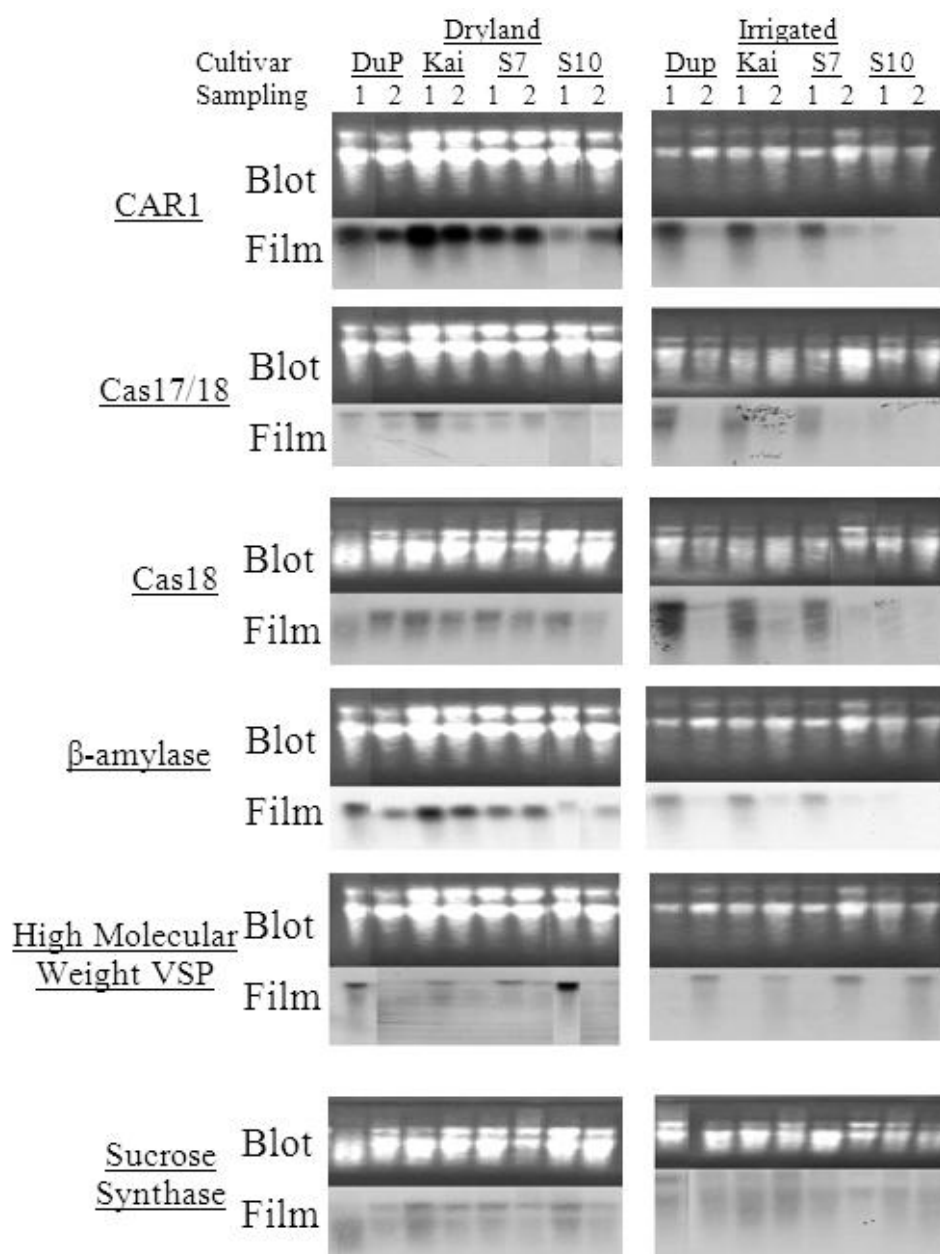 Dryland Irrigated
Cultivar DuP Kai S7 S10 Dup Kai S7 S10
Sampling 1 2 1 2 1 2 1 2 1 2 1 2 1 2 1 2
Blot
CAR1
Film
Blot
Cas17/18
Film
Blot
Cas18
Film
Blot
β-amylase
Film
Blot
High Molecular
Weight VSP
Film
Blot
Sucrose
Synthase
Film